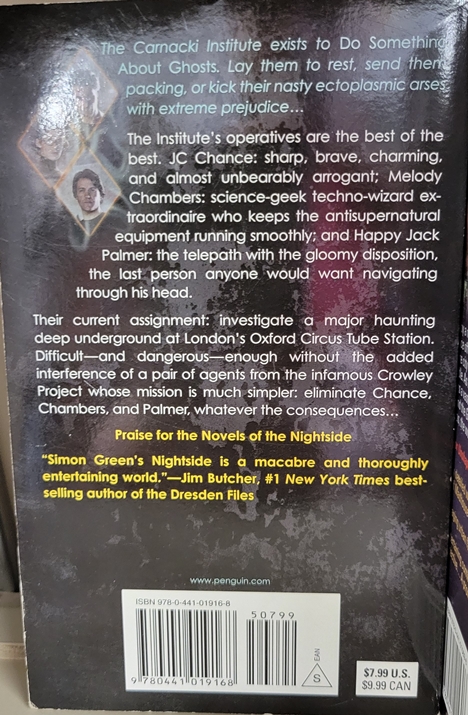 The Carnacki Institute exists to Do Something
About Ghosts. Lay them to rest, send them
packing, or kick their nasty ectoplasmic arses
with extreme prejudice...
The Institute's operatives are the best of the
best. JC Chance: sharp, brave, charming,
and almost unbearably arrogant; Melody
Chambers: science-geek techno-wizard ex-
traordinaire who keeps the antisupernatural
equipment running smoothly; and Happy Jack
Palmer: the telepath with the gloomy disposition,
the last person anyone would want navigating
through his head.
Their current assignment: investigate a major haunting
deep underground at London's Oxford Circus Tube Station.
Difficult—and dangerous—enough without the added
interference of a pair of agents from the infamous Crowley
Project whose mission is much simpler: eliminate Chance,
Chambers, and Palmer, whatever the consequences...
Praise for the Novels of the Nightside
"Simon Green's Nightside is a macabre and thoroughly
entertaining world."—Jim Butcher, #1 New York Times best-
selling author of the Dresden Files
www.penguin.com
ISBN 978-0-441-01916-8
50799
9 780441 019168
S
EAN
$7.99 U.S.
$9.99 CAN